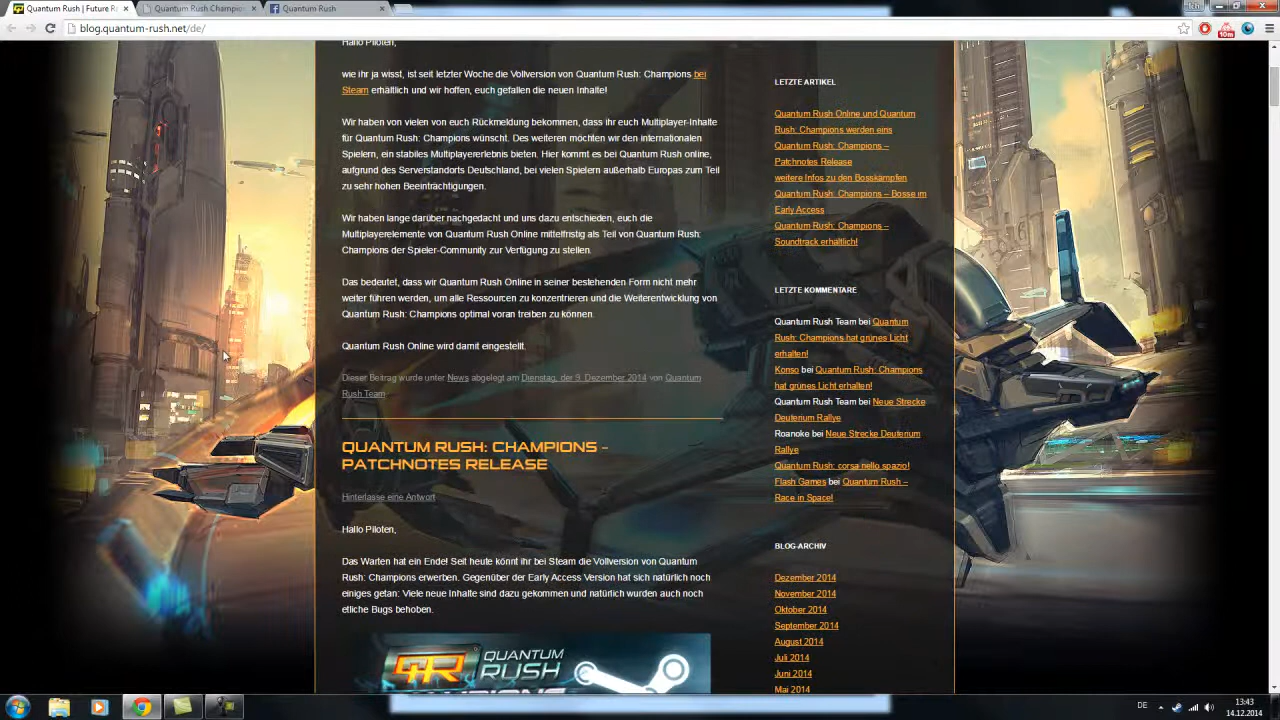 Quantum Rush | Future Ra
Quantum Rush Champion
Quantum Rush
blog.quantum-rush.net/de/
10m
Hallo Piloten,
wie ihr ja wisst, ist seit letzter Woche die Vollversion von Quantum Rush: Champions bei
Steam erhältlich und wir hoffen, euch gefallen die neuen Inhalte!
Wir haben von vielen von euch Rückmeldung bekommen, dass ihr euch Multiplayer-Inhalte
für Quantum Rush: Champions wünscht. Des weiteren möchten wir den internationalen
Spielern, ein stabiles Multiplayererlebnis bieten. Hier kommt es bei Quantum Rush online,
aufgrund des Serverstandorts Deutschland, bei vielen Spielern außerhalb Europas zum Teil
zu sehr hohen Beeinträchtigungen.
Wir haben lange darüber nachgedacht und uns dazu entschieden, euch die
Multiplayerelemente von Quantum Rush Online mittelfristig als Teil von Quantum Rush:
Champions der Spieler-Community zur Verfügung zu stellen.
Das bedeutet, dass wir Quantum Rush Online in seiner bestehenden Form nicht mehr
weiter führen werden, um alle Ressourcen zu konzentrieren und die Weiterentwicklung von
Quantum Rush: Champions optimal voran treiben zu können.
Quantum Rush Online wird damit eingestellt.
Dieser Beitrag wurde unter News abgelegt am Dienstag, der 9. Dezember 2014 von Quantum
Rush Team.
QUANTUM RUSH: CHAMPIONS –
PATCHNOTES RELEASE
Hinterlasse eine Antwort
Hallo Piloten,
Das Warten hat ein Ende! Seit heute könnt ihr bei Steam die Vollversion von Quantum
Rush: Champions erwerben. Gegenüber der Early Access Version hat sich natürlich noch
einiges getan: Viele neue Inhalte sind dazu gekommen und natürlich wurden auch noch
etliche Bugs behoben.
QR QUANTUM
RUSH
CHAMPIONS
LETZTE ARTIKEL
Quantum Rush Online und Quantum
Rush: Champions werden eins
Quantum Rush: Champions –
Patchnotes Release
weitere Infos zu den Bosskämpfen
Quantum Rush: Champions – Bosse im
Early Access
Quantum Rush: Champions –
Soundtrack erhältlich!
LETZTE KOMMENTARE
Quantum Rush Team bei Quantum
Rush: Champions hat grünes Licht
erhalten!
Konso bei Quantum Rush: Champions
hat grünes Licht erhalten!
Quantum Rush Team bei Neue Strecke
Deuterium Rallye
Roanoke bei Neue Strecke Deuterium
Rallye
Quantum Rush: corsa nello spazio!
Flash Games bei Quantum Rush –
Race in Space!
BLOG-ARCHIV
Dezember 2014
November 2014
Oktober 2014
September 2014
August 2014
Juli 2014
Juni 2014
Mai 2014
DE
13:43
14.12.2014